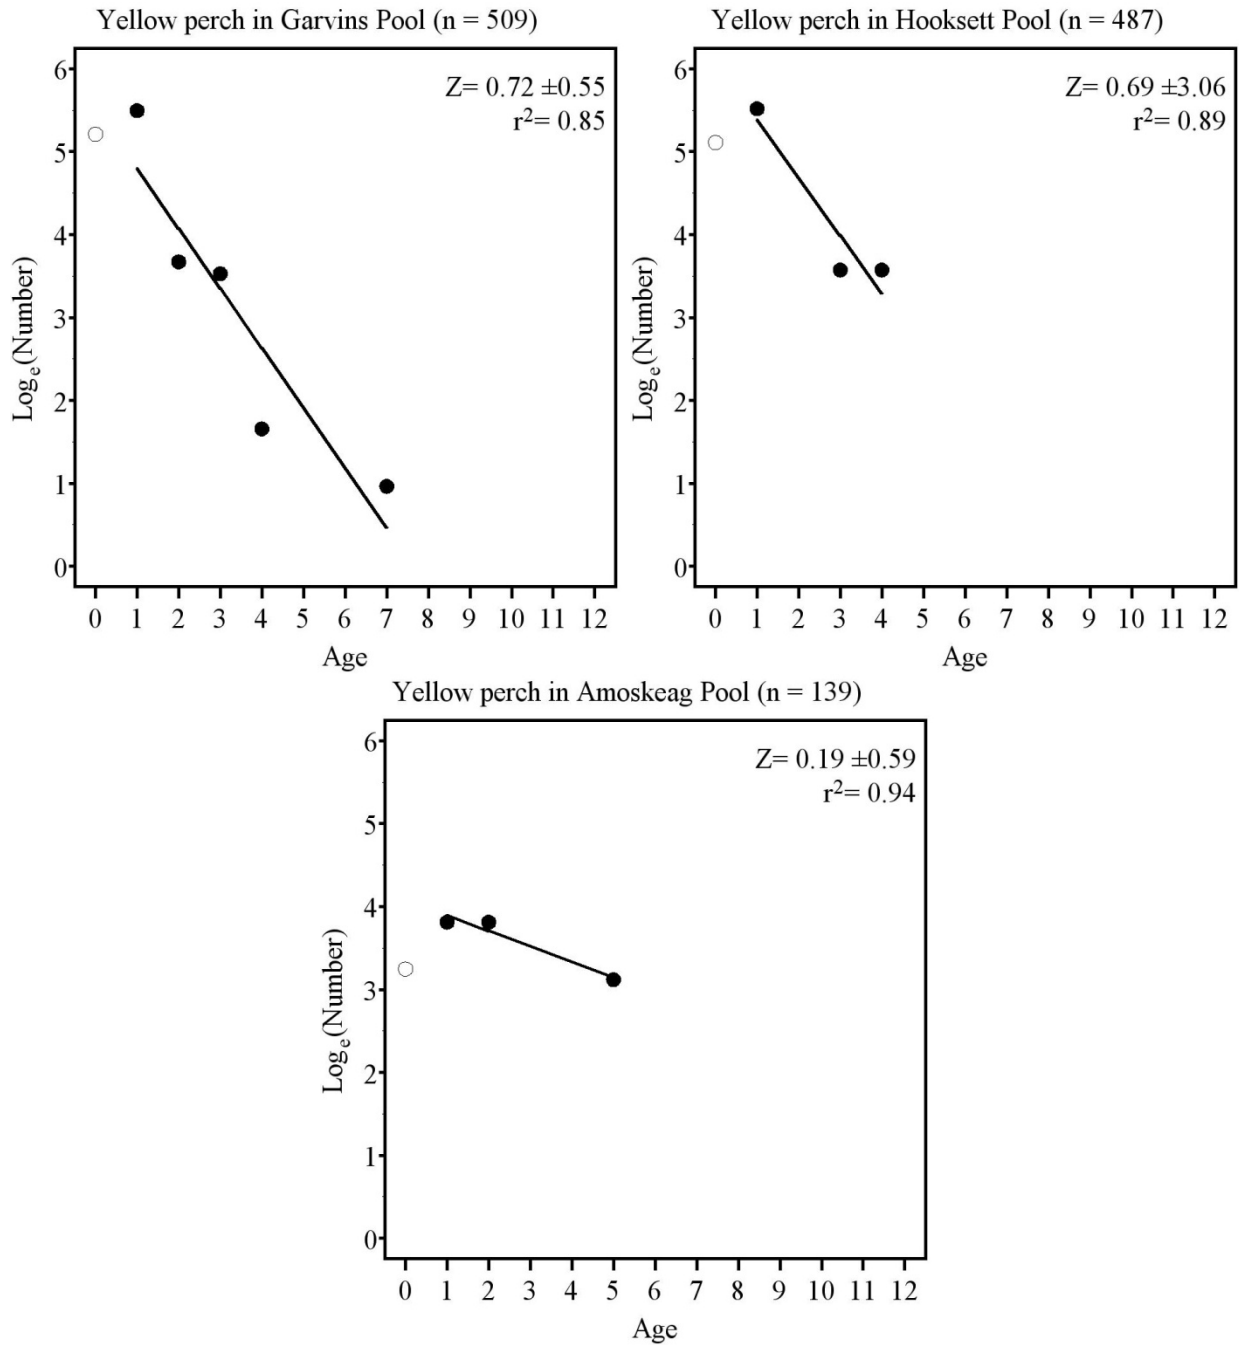 Yellow perch in Garvins Pool (n = 509)
Z= 0.72 ±0.55
r²= 0.85
6
5
4
3
2
1
0
Logₑ(Number)
0 1 2 3 4 5 6 7 8 9 10 11 12
Age
Yellow perch in Hooksett Pool (n = 487)
Z= 0.69 ±3.06
r²= 0.89
6
5
4
3
2
1
0
Logₑ(Number)
0 1 2 3 4 5 6 7 8 9 10 11 12
Age
Yellow perch in Amoskeag Pool (n = 139)
Z= 0.19 ±0.59
r²= 0.94
6
5
4
3
2
1
0
Logₑ(Number)
0 1 2 3 4 5 6 7 8 9 10 11 12
Age